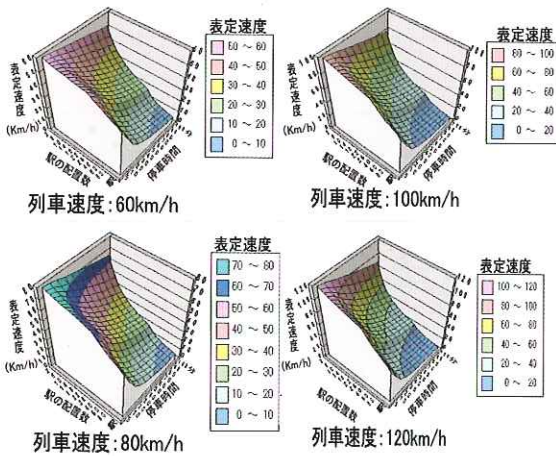 表定速度
50 ～ 60
40 ～ 50
30 ～ 40
20 ～ 30
10 ～ 20
0 ～ 10
表定速度
(Km/h)
駅の配置数
停車時間
列車速度:60km/h
表定速度
80 ～ 100
60 ～ 80
40 ～ 60
20 ～ 40
0 ～ 20
表定速度
(Km/h)
駅の配置数
停車時間
列車速度:100km/h
表定速度
70 ～ 80
60 ～ 70
50 ～ 60
40 ～ 50
30 ～ 40
20 ～ 30
10 ～ 20
0 ～ 10
表定速度
(Km/h)
駅の配置数
停車時間
列車速度:80km/h
表定速度
100 ～ 120
80 ～ 100
60 ～ 80
40 ～ 60
20 ～ 40
0 ～ 20
表定速度
(Km/h)
駅の配置数
停車時間
列車速度:120km/h